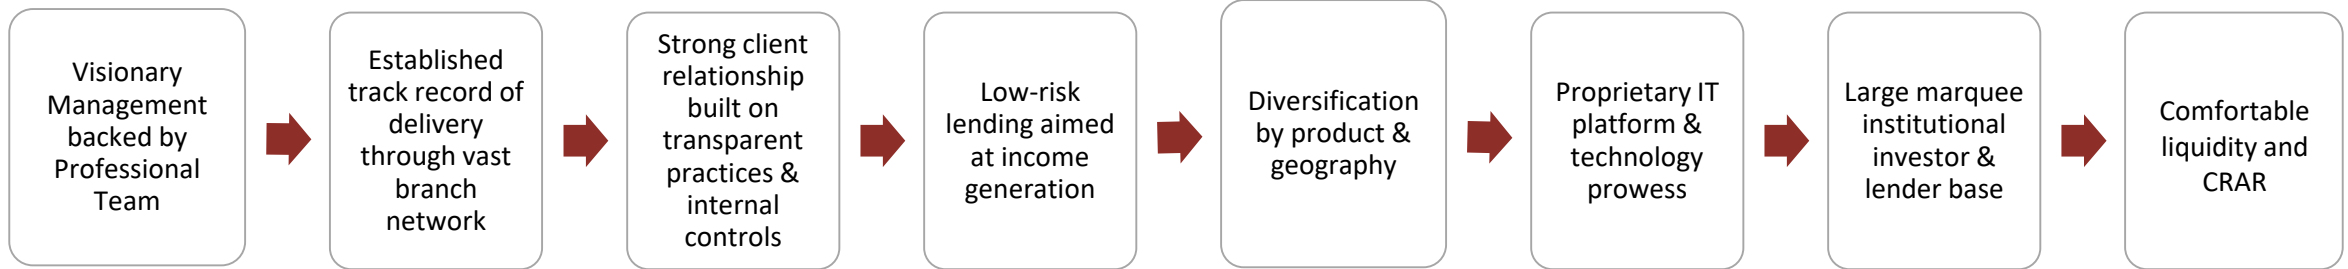 Visionary
Management
backed by
Professional
Team
Established
track record of
delivery
through vast
branch
network
Strong client
relationship
built on
transparent
practices &
internal
controls
Low-risk
lending aimed
at income
generation
Diversification
by product &
geography
Proprietary IT
platform &
technology
prowess
Large marquee
institutional
investor &
lender base
Comfortable
liquidity and
CRAR